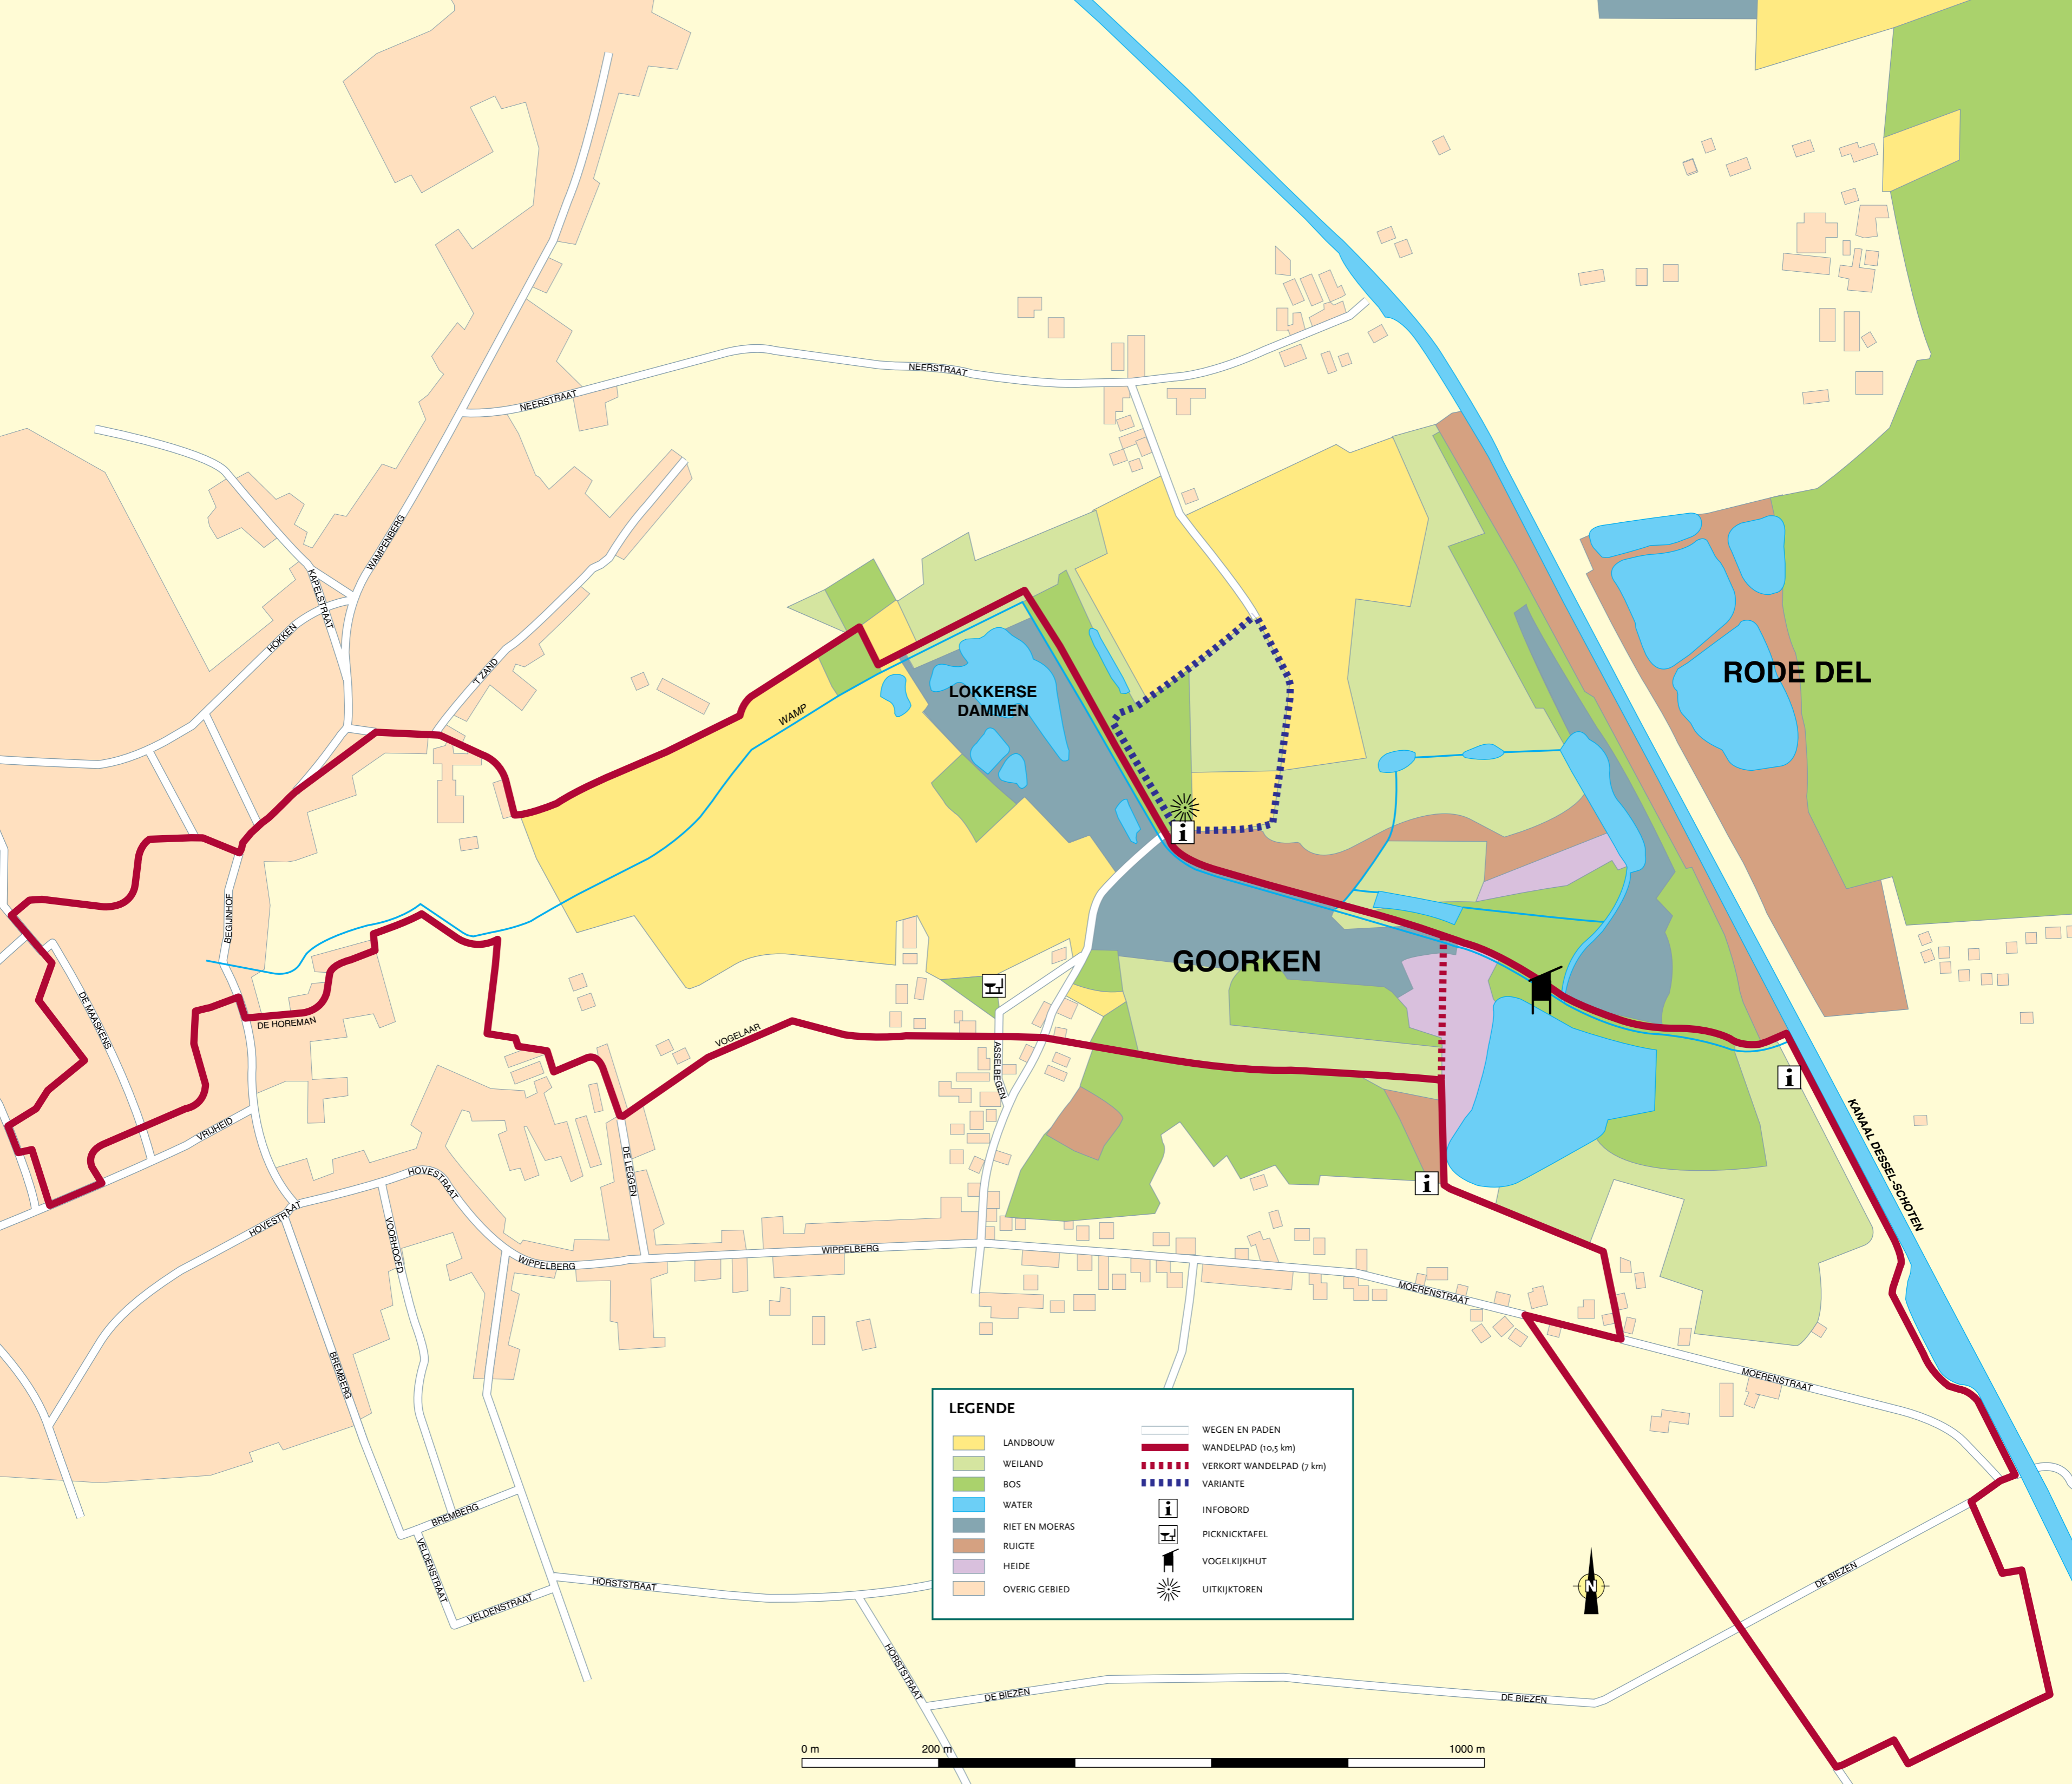 NEERSTRAAT
NEERSTRAAT
WAMPENBERG
KAPELSTRAAT
HOKKEN
'T ZAND
LOKKERSE
DAMMEN
WAMP
RODE DEL
BEGIJNHOF
GOORKEN
DE MAASKENS
DE HOREMAN
VOGELAAR
ASSELBEGEN
VRIJHEID
DE LEGGEN
KANAAL DESSEL-SCHOTEN
HOVESTRAAT
HOVESTRAAT
VOORHOOFD
WIPPELBERG
WIPPELBERG
MOERENSTRAAT
MOERENSTRAAT
BREMBERG
BREMBERG
VELDENSTRAAT
VELDENSTRAAT
HORSTSTRAAT
HORSTSTRAAT
DE BIEZEN
DE BIEZEN
DE BIEZEN
LEGENDE
LANDBOUW
WEILAND
BOS
WATER
RIET EN MOERAS
RUIGTE
HEIDE
OVERIG GEBIED
WEGEN EN PADEN
WANDELPAD (10,5 km)
VERKORT WANDELPAD (7 km)
VARIANTE
i INFOBORD
PICKNICKTAFEL
VOGELKIJKHUT
UITKIJKTOREN
i
i
i
N
0 m 200 m 1000 m